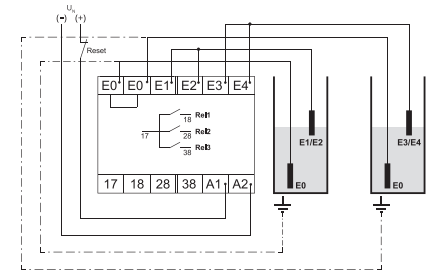 UN
(-) (+)
Reset
E0 E0 E1 E2 E3 E4
18 Rel1
17 28 Rel2
38 Rel3
17 18 28 38 A1 A2
E1/E2
E0
E3/E4
E0